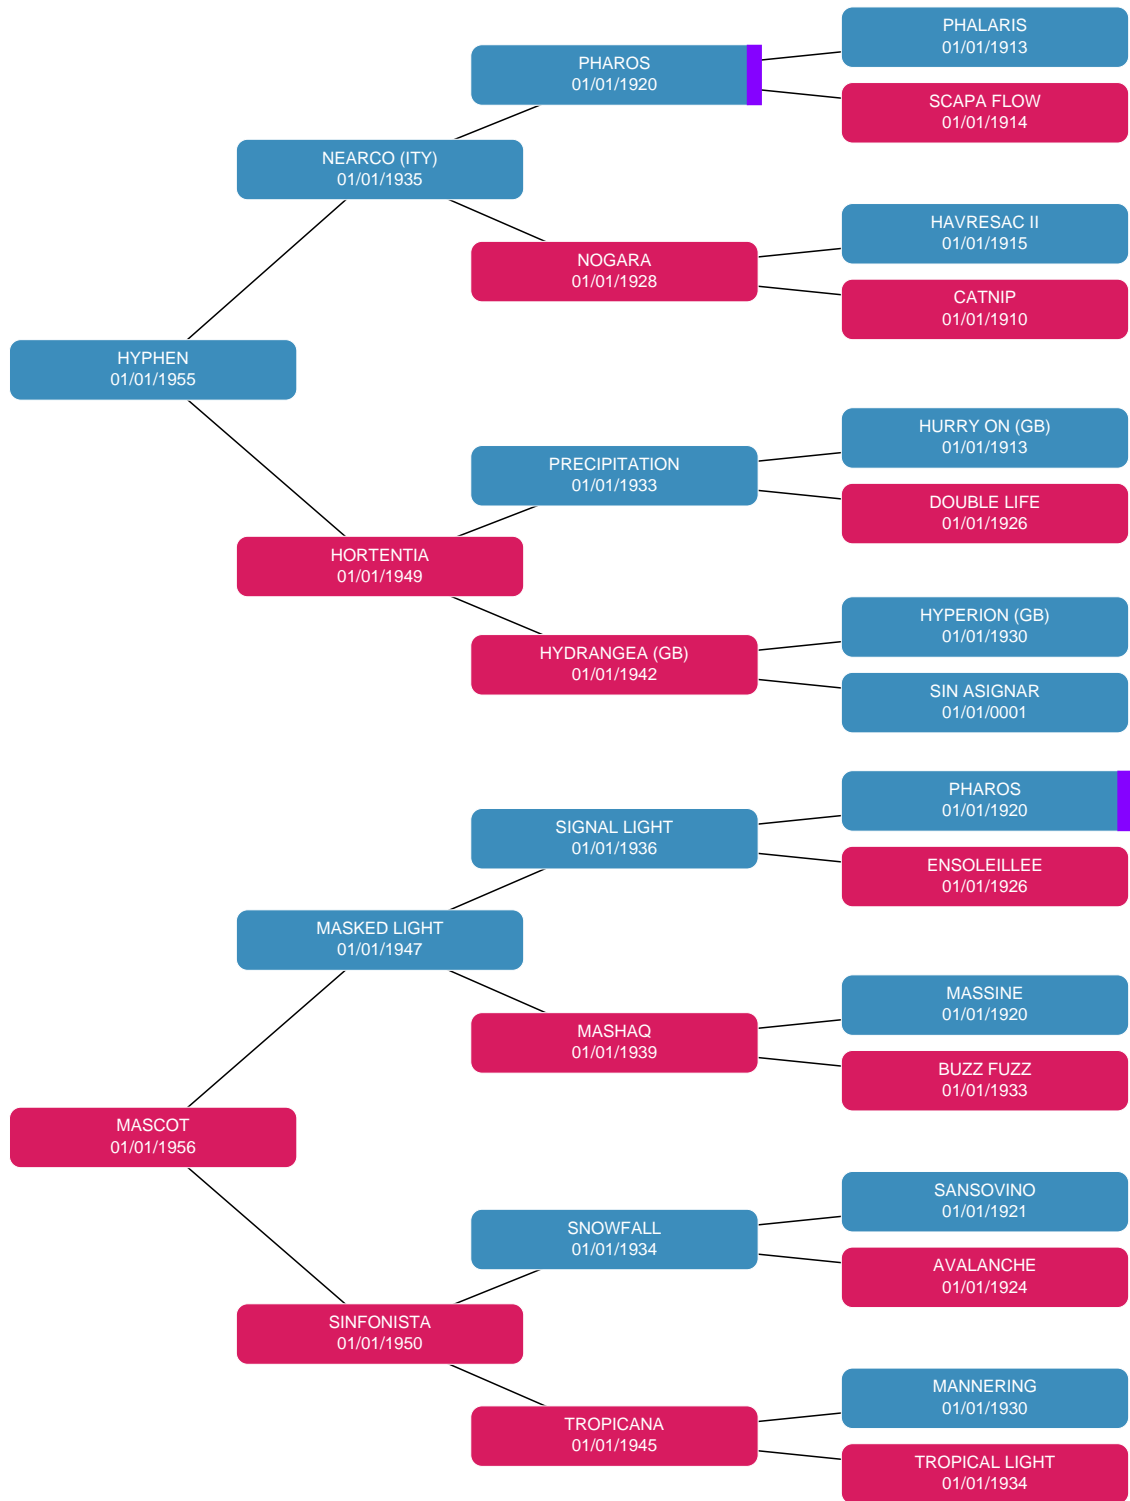 PHALARIS
01/01/1913
PHAROS
01/01/1920
SCAPA FLOW
01/01/1914
NEARCO (ITY)
01/01/1935
HAVRESAC II
01/01/1915
NOGARA
01/01/1928
CATNIP
01/01/1910
HYPHEN
01/01/1955
HURRY ON (GB)
01/01/1913
PRECIPITATION
01/01/1933
DOUBLE LIFE
01/01/1926
HORTENTIA
01/01/1949
HYPERION (GB)
01/01/1930
HYDRANGEA (GB)
01/01/1942
SIN ASIGNAR
01/01/0001
PHAROS
01/01/1920
SIGNAL LIGHT
01/01/1936
ENSOLEILLEE
01/01/1926
MASKED LIGHT
01/01/1947
MASSINE
01/01/1920
MASHAQ
01/01/1939
BUZZ FUZZ
01/01/1933
MASCOT
01/01/1956
SANSOVINO
01/01/1921
SNOWFALL
01/01/1934
AVALANCHE
01/01/1924
SINFONISTA
01/01/1950
MANNERING
01/01/1930
TROPICANA
01/01/1945
TROPICAL LIGHT
01/01/1934